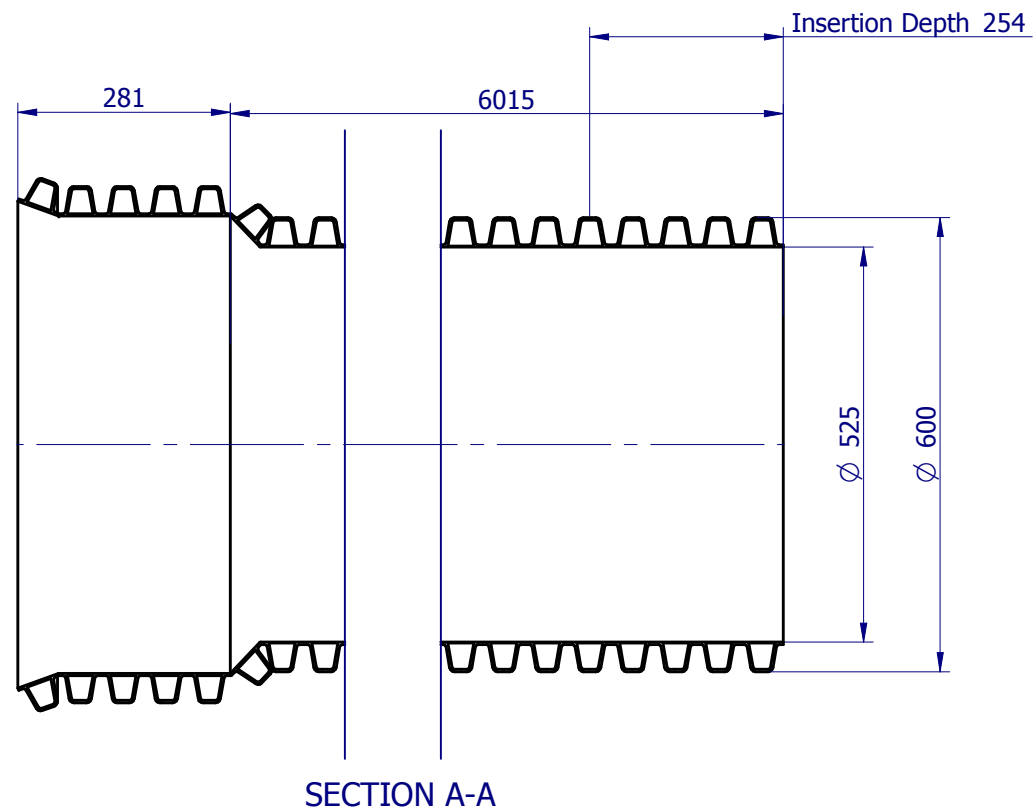 Insertion Depth 254
281
6015
Ø 525
Ø 600
SECTION A-A